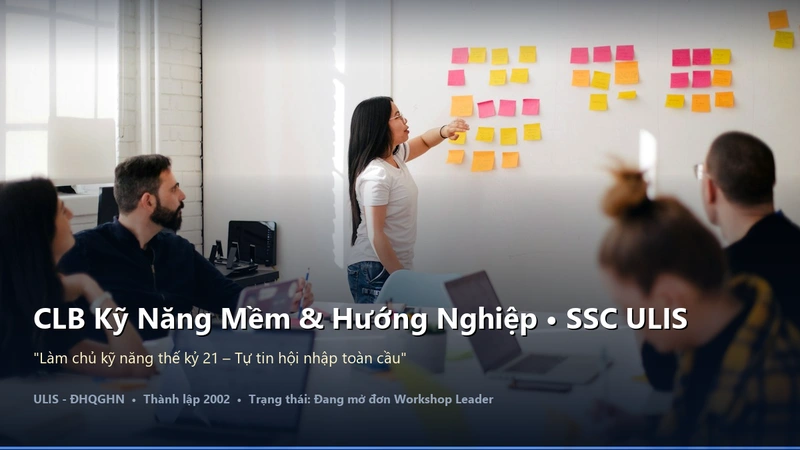 CLB Kỹ Năng Mềm & Hướng Nghiệp • SSC ULIS
"Làm chủ kỹ năng thế kỷ 21 – Tự tin hội nhập toàn cầu"
ULIS - ĐHQGHN • Thành lập 2002 • Trạng thái: Đang mở đơn Workshop Leader